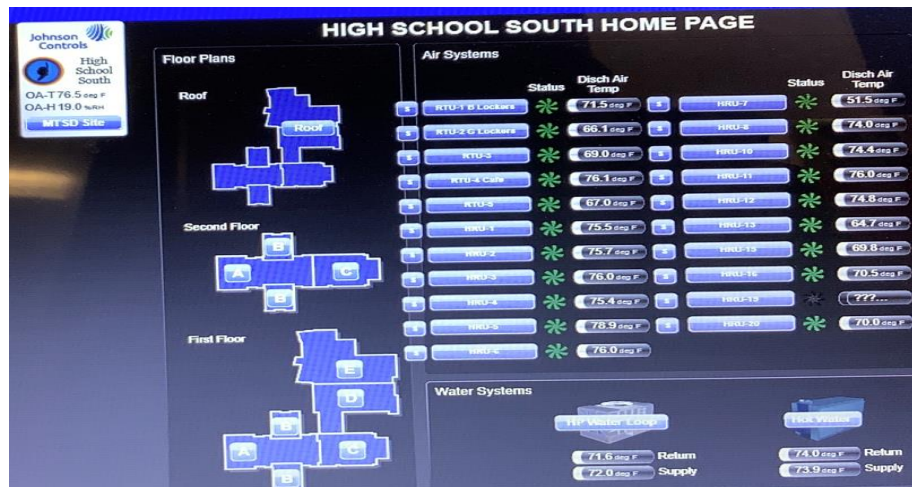 HIGH SCHOOL SOUTH HOME PAGE
Johnson
Controls
High
School
South
OA-T 76.5 deg F
OA-H 19.0 %RH
MTSD Site
Floor Plans
Roof
Roof
Second Floor
B
A
C
B
First Floor
E
D
B
A
C
B
Air Systems
Status
Disch Air
Temp
Status
Disch Air
Temp
S RTU-1 B Lockers 71.5 deg F S HRU-7 51.5 deg F
S RTU-2 G Lockers 66.1 deg F S HRU-8 74.0 deg F
S RTU-3 69.0 deg F S HRU-10 74.4 deg F
S RTU-4 Cafe 76.1 deg F S HRU-11 76.0 deg F
S RTU-5 67.0 deg F S HRU-12 74.8 deg F
S HRU-1 75.5 deg F S HRU-13 64.7 deg F
S HRU-2 75.7 deg F S HRU-15 69.8 deg F
S HRU-3 76.0 deg F S HRU-16 70.5 deg F
S HRU-4 75.4 deg F S HRU-19 ???...
S HRU-5 78.9 deg F S HRU-20 70.0 deg F
S HRU-6 76.0 deg F
Water Systems
HP Water Loop
Hot Water
71.6 deg F Return
74.0 deg F Return
72.0 deg F Supply
73.9 deg F Supply